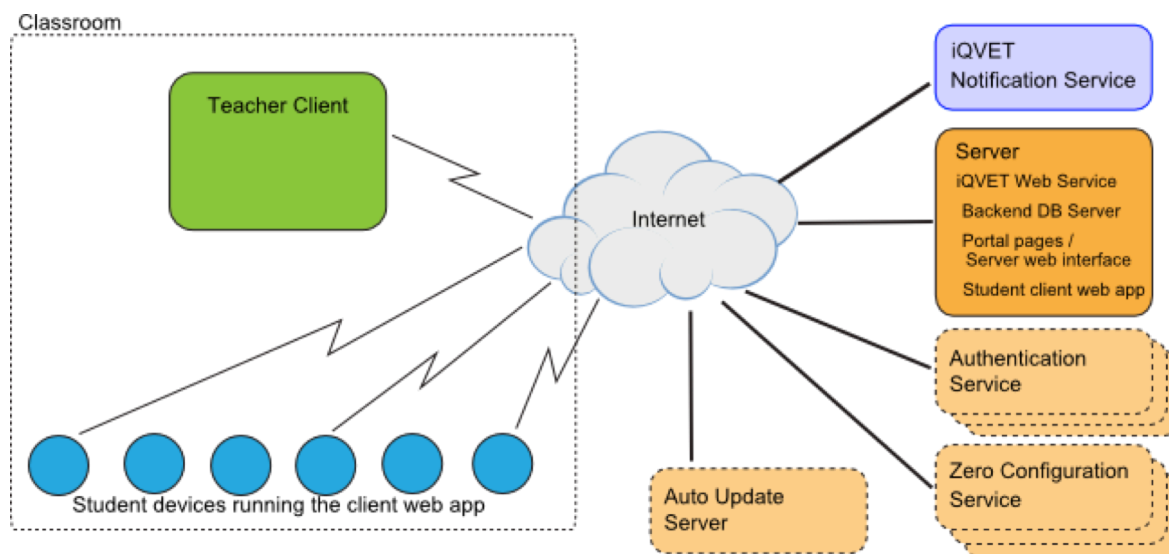 Classroom
Teacher Client
Internet
Student devices running the client web app
iQVET
Notification Service
Server
iQVET Web Service
Backend DB Server
Portal pages /
Server web interface
Student client web app
Authentication
Service
Zero Configuration
Service
Auto Update
Server